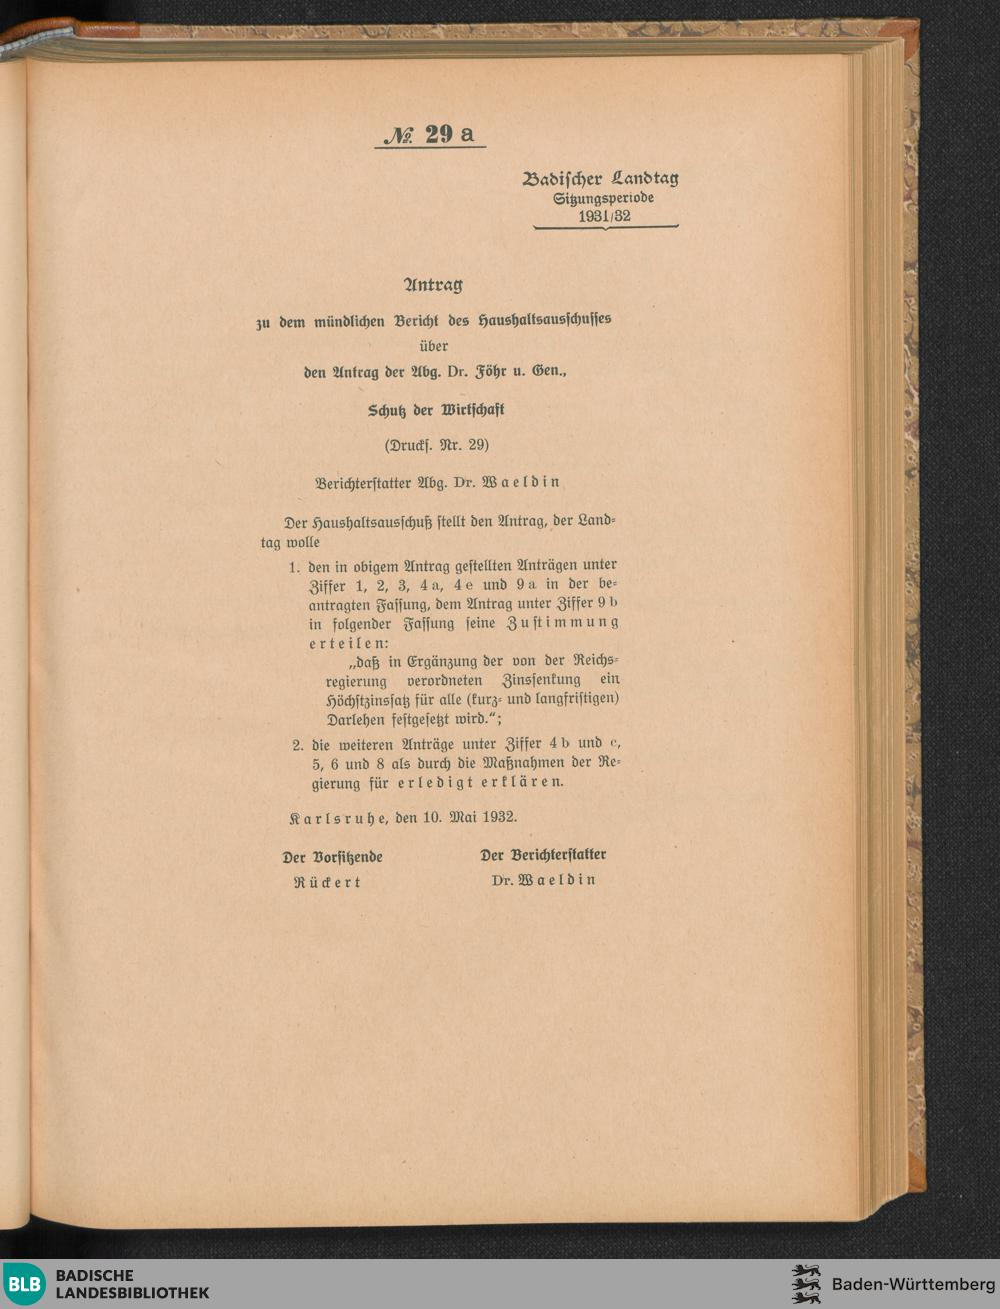 №. 29 a
Badischer Landtag
Sitzungsperiode
1931/32
Antrag
zu dem mündlichen Bericht des Haushaltsausschusses
über
den Antrag der Abg. Dr. Föhr u. Gen.,
Schutz der Wirtschaft
(Drucks. Nr. 29)
Berichterstatter Abg. Dr. Waeldin
Der Haushaltsausschuß stellt den Antrag, der Land-
tag wolle
1. den in obigem Antrag gestellten Anträgen unter
Ziffer 1, 2, 3, 4 a, 4 e und 9 a in der be-
antragten Fassung, dem Antrag unter Ziffer 9 b
in folgender Fassung seine Zustimmung
erteilen:
„daß in Ergänzung der von der Reichs-
regierung verordneten Zinssenkung ein
Höchstzinssatz für alle (kurz- und langfristigen)
Darlehen festgesetzt wird.“;
2. die weiteren Anträge unter Ziffer 4 b und c,
5, 6 und 8 als durch die Maßnahmen der Re-
gierung für erledigt erklären.
Karlsruhe, den 10. Mai 1932.
Der Vorsitzende Der Berichterstatter
Rückert Dr. Waeldin
BLB BADISCHE
LANDESBIBLIOTHEK
Baden-Württemberg